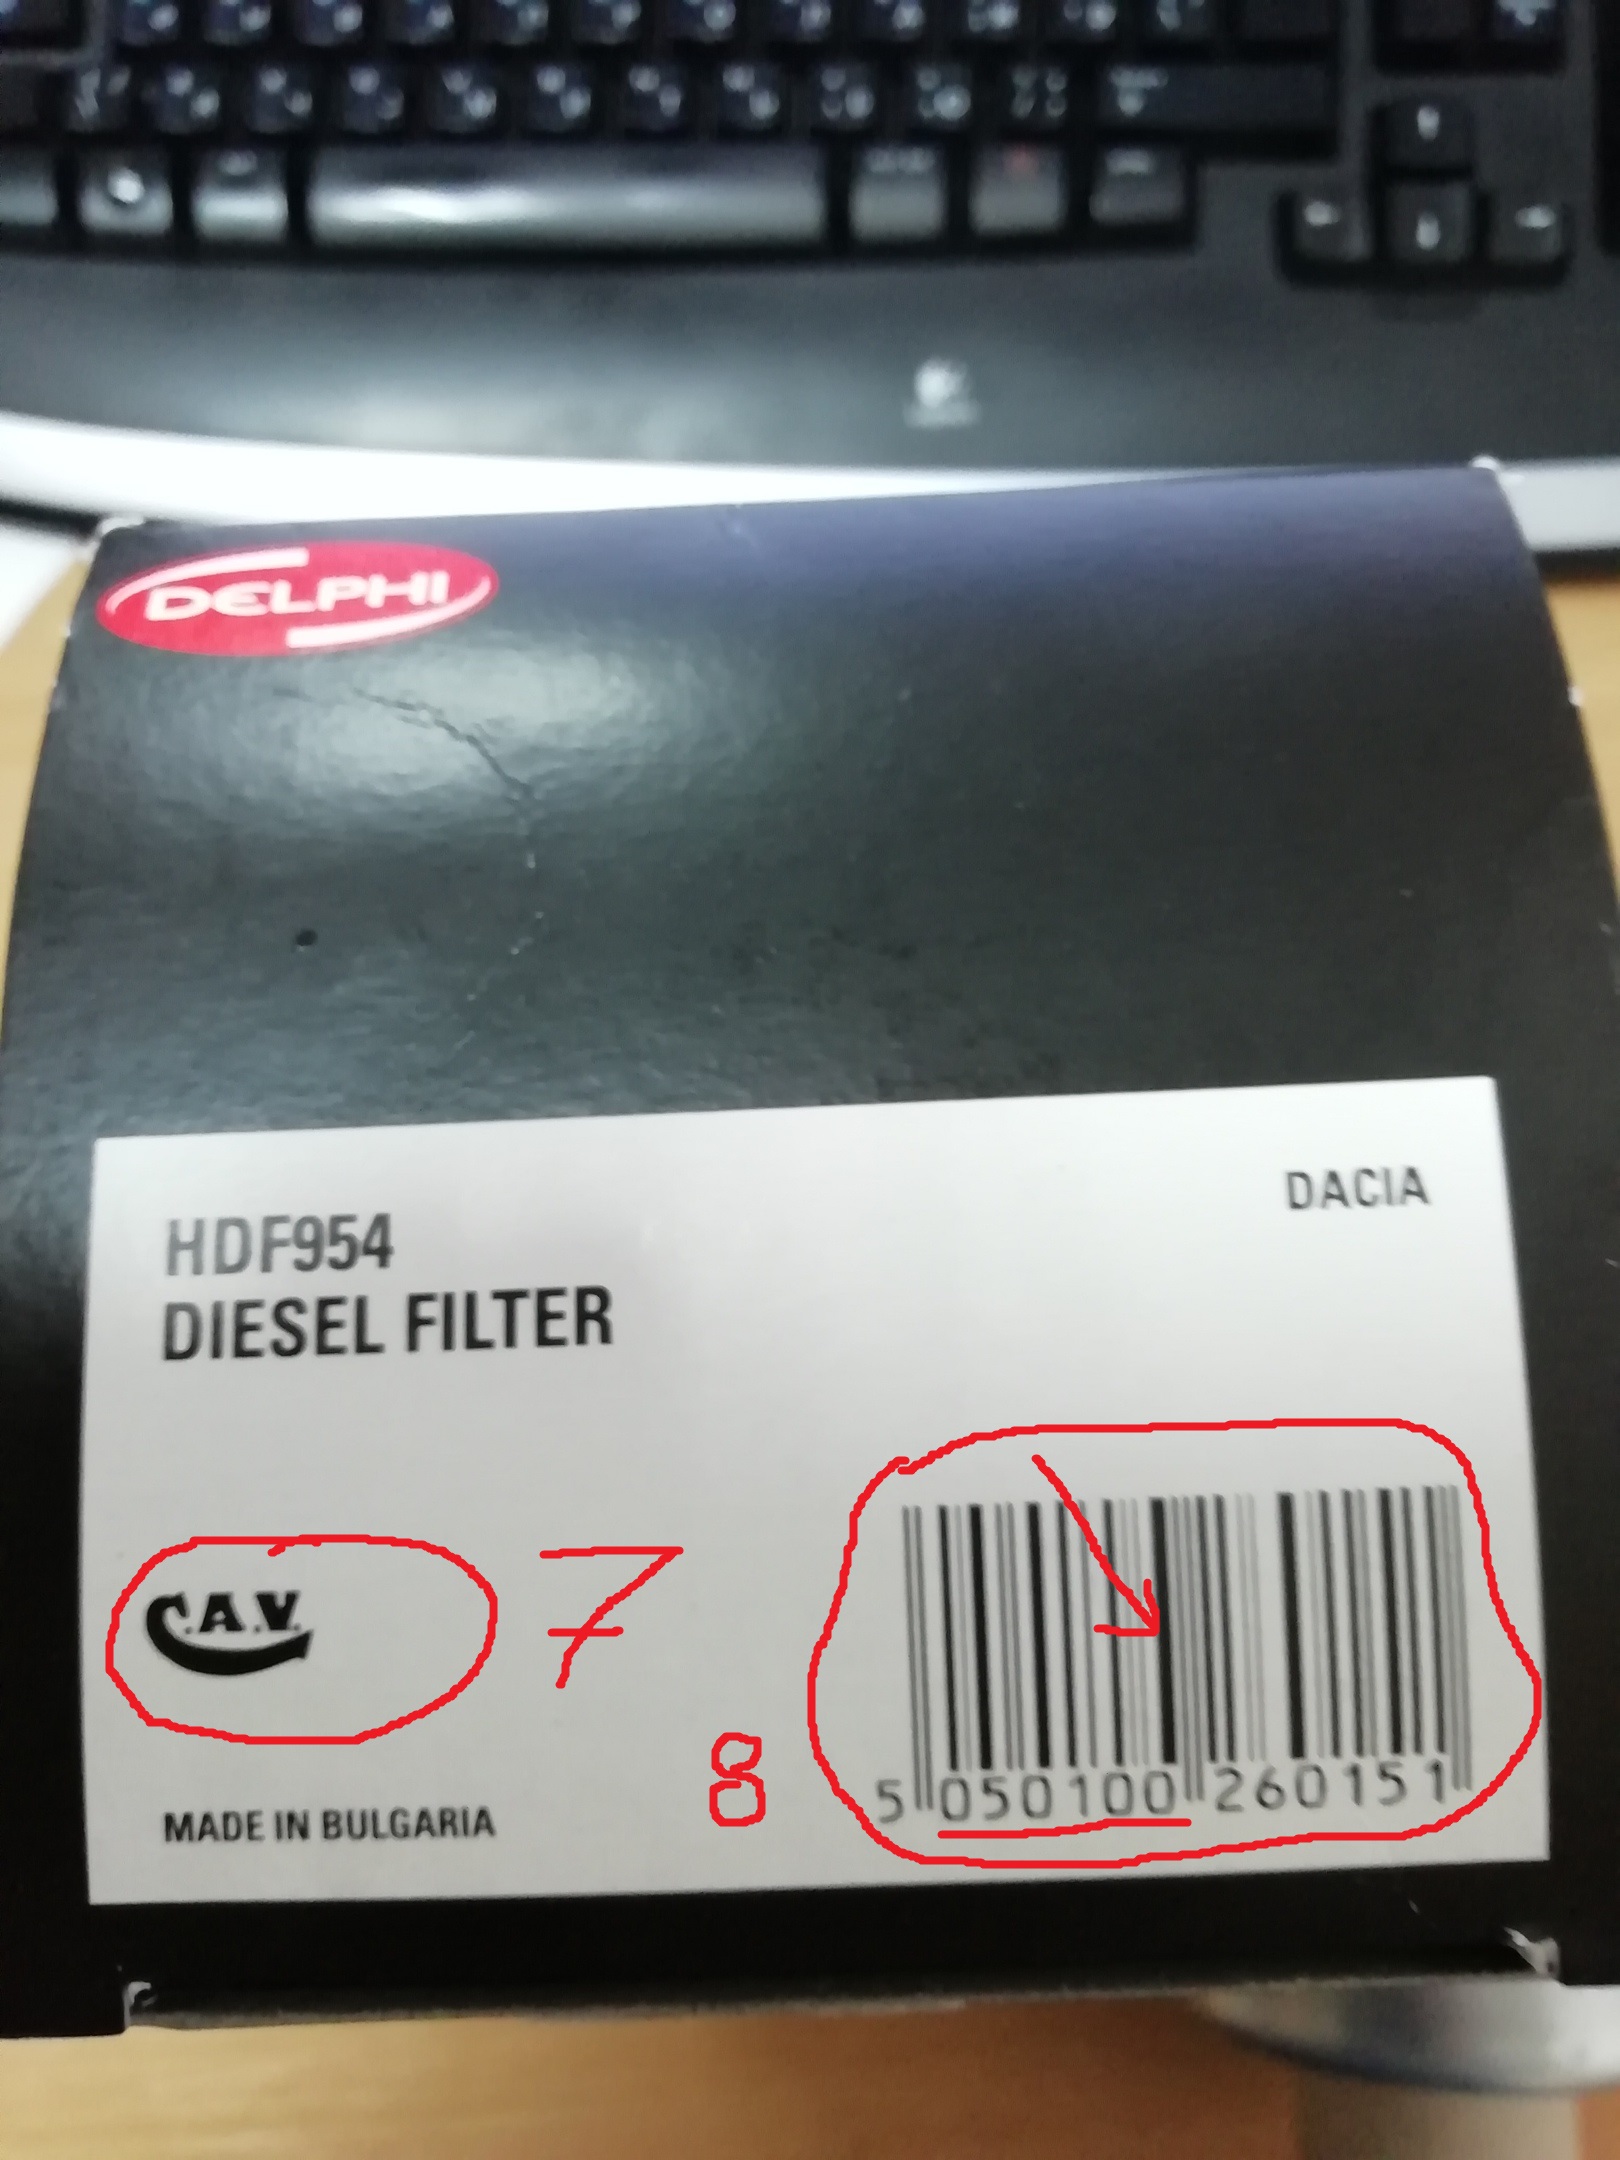 DELPHI
DACIA
HDF954
DIESEL FILTER
C.A.V. 7
8
5 050100 260151
MADE IN BULGARIA